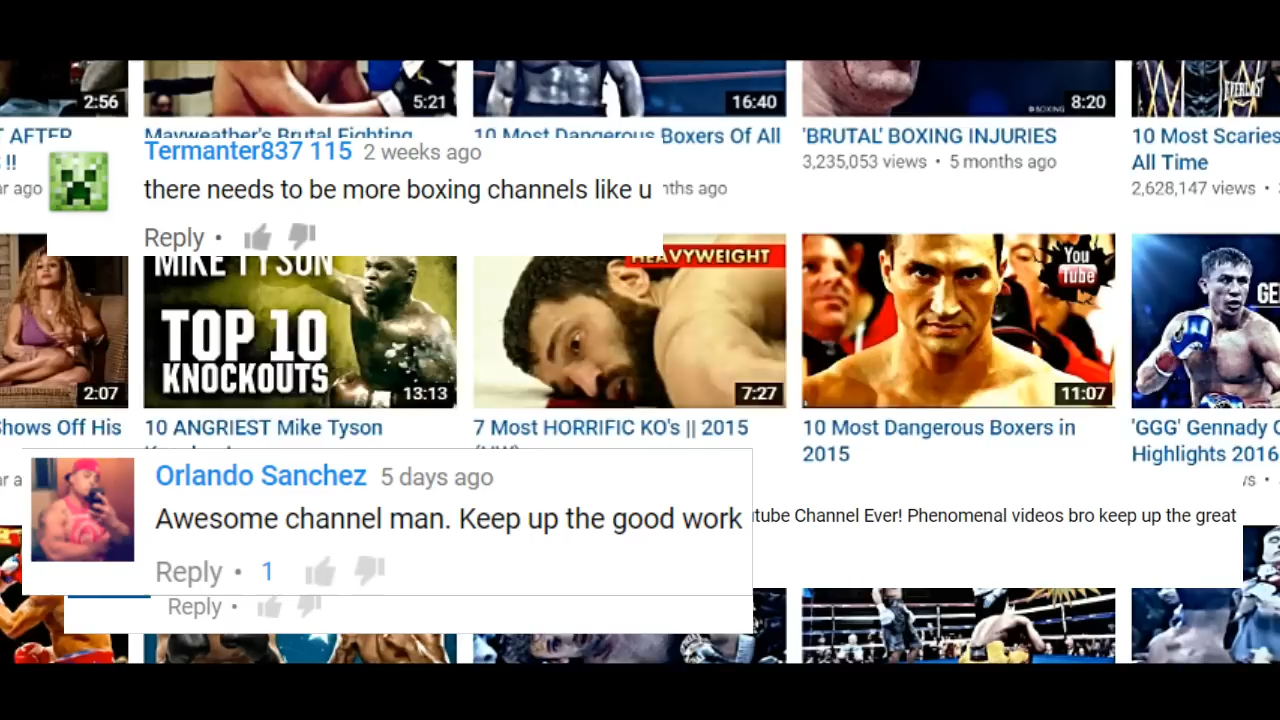 2:56
5:21
16:40
BOXING
8:20
EVERLAST
AFTER
Mayweather's Brutal Fighting
10 Most Dangerous Boxers Of All
'BRUTAL' BOXING INJURIES
10 Most Scaries
!!
Termanter837 115 2 weeks ago
3,235,053 views • 5 months ago
All Time
ago
there needs to be more boxing channels like u
ago
2,628,147 views •
Reply •
MIKE TYSON
HEAVYWEIGHT
You
Tube
TOP 10
KNOCKOUTS
2:07
13:13
7:27
11:07
Shows Off His
10 ANGRIEST Mike Tyson
7 Most HORRIFIC KO's || 2015
10 Most Dangerous Boxers in
'GGG' Gennady
2015
Highlights 2016
Orlando Sanchez 5 days ago
Awesome channel man. Keep up the good work
Channel Ever! Phenomenal videos bro keep up the great
Reply • 1
Reply •